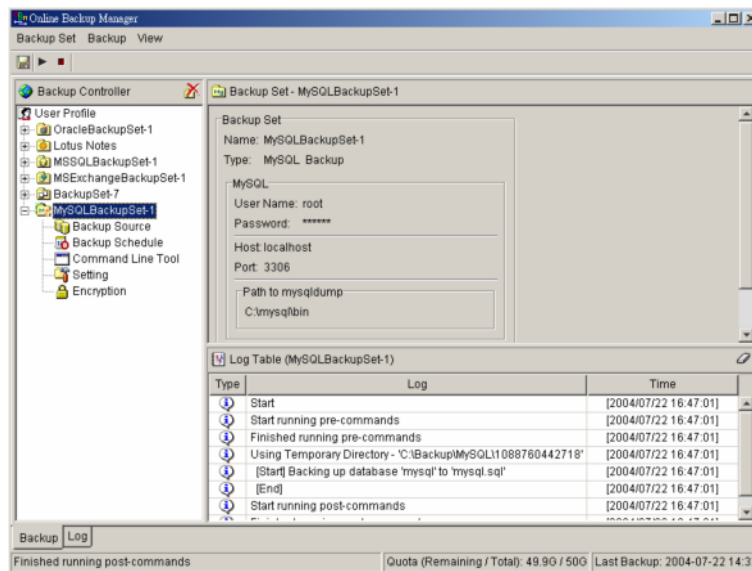 Online Backup Manager
Backup Set Backup View
Backup Controller
User Profile
OracleBackupSet-1
Lotus Notes
MSSQLBackupSet-1
MSExchangeBackupSet-1
BackupSet-7
MySQLBackupSet-1
Backup Source
Backup Schedule
Command Line Tool
Setting
Encryption
Backup Set - MySQLBackupSet-1
Backup Set
Name: MySQLBackupSet-1
Type: MySQL Backup
MySQL
User Name: root
Password: ******
Host: localhost
Port: 3306
Path to mysqldump
C:\mysql\bin
Log Table (MySQLBackupSet-1)
Type Log Time
Start [2004/07/22 16:47:01]
Start running pre-commands [2004/07/22 16:47:01]
Finished running pre-commands [2004/07/22 16:47:01]
Using Temporary Directory - 'C:\Backup\MySQL\1088760442718' [2004/07/22 16:47:01]
[Start] Backing up database 'mysql' to 'mysql.sql' [2004/07/22 16:47:01]
[End] [2004/07/22 16:47:01]
Start running post-commands [2004/07/22 16:47:01]
Backup Log
Finished running post-commands
Quota (Remaining / Total): 49.9G / 50G
Last Backup: 2004-07-22 14:3